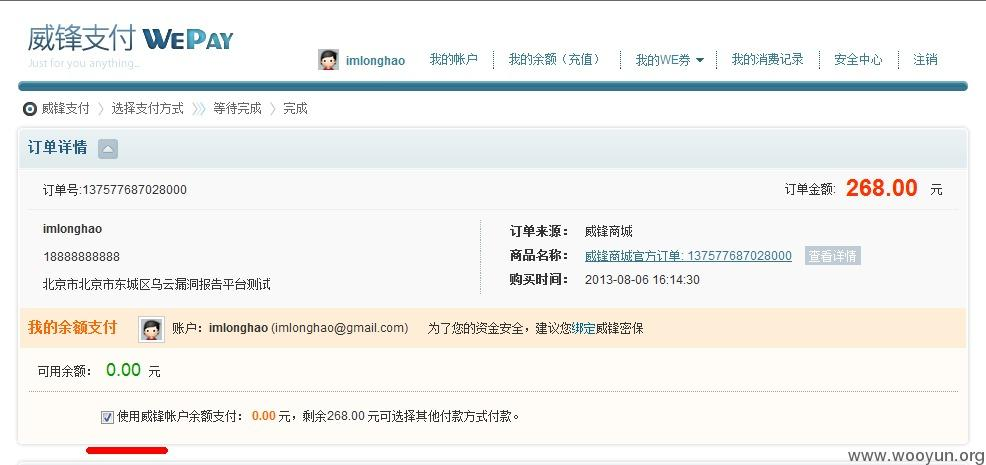 威锋支付 WEPAY
Just for you anything...
imlonghao 我的帐户 我的余额（充值） 我的WE券 我的消费记录 安全中心 注销
威锋支付 选择支付方式 等待完成 完成
订单详情
订单号:137577687028000 订单金额: 268.00 元
imlonghao
18888888888
北京市北京市东城区乌云漏洞报告平台测试
订单来源： 威锋商城
商品名称： 威锋商城官方订单: 137577687028000 查看详情
购买时间： 2013-08-06 16:14:30
我的余额支付 账户：imlonghao (imlonghao@gmail.com) 为了您的资金安全，建议您绑定威锋密保
可用余额： 0.00 元
使用威锋帐户余额支付： 0.00 元，剩余268.00 元可选择其他付款方式付款。
www.wooyun.org